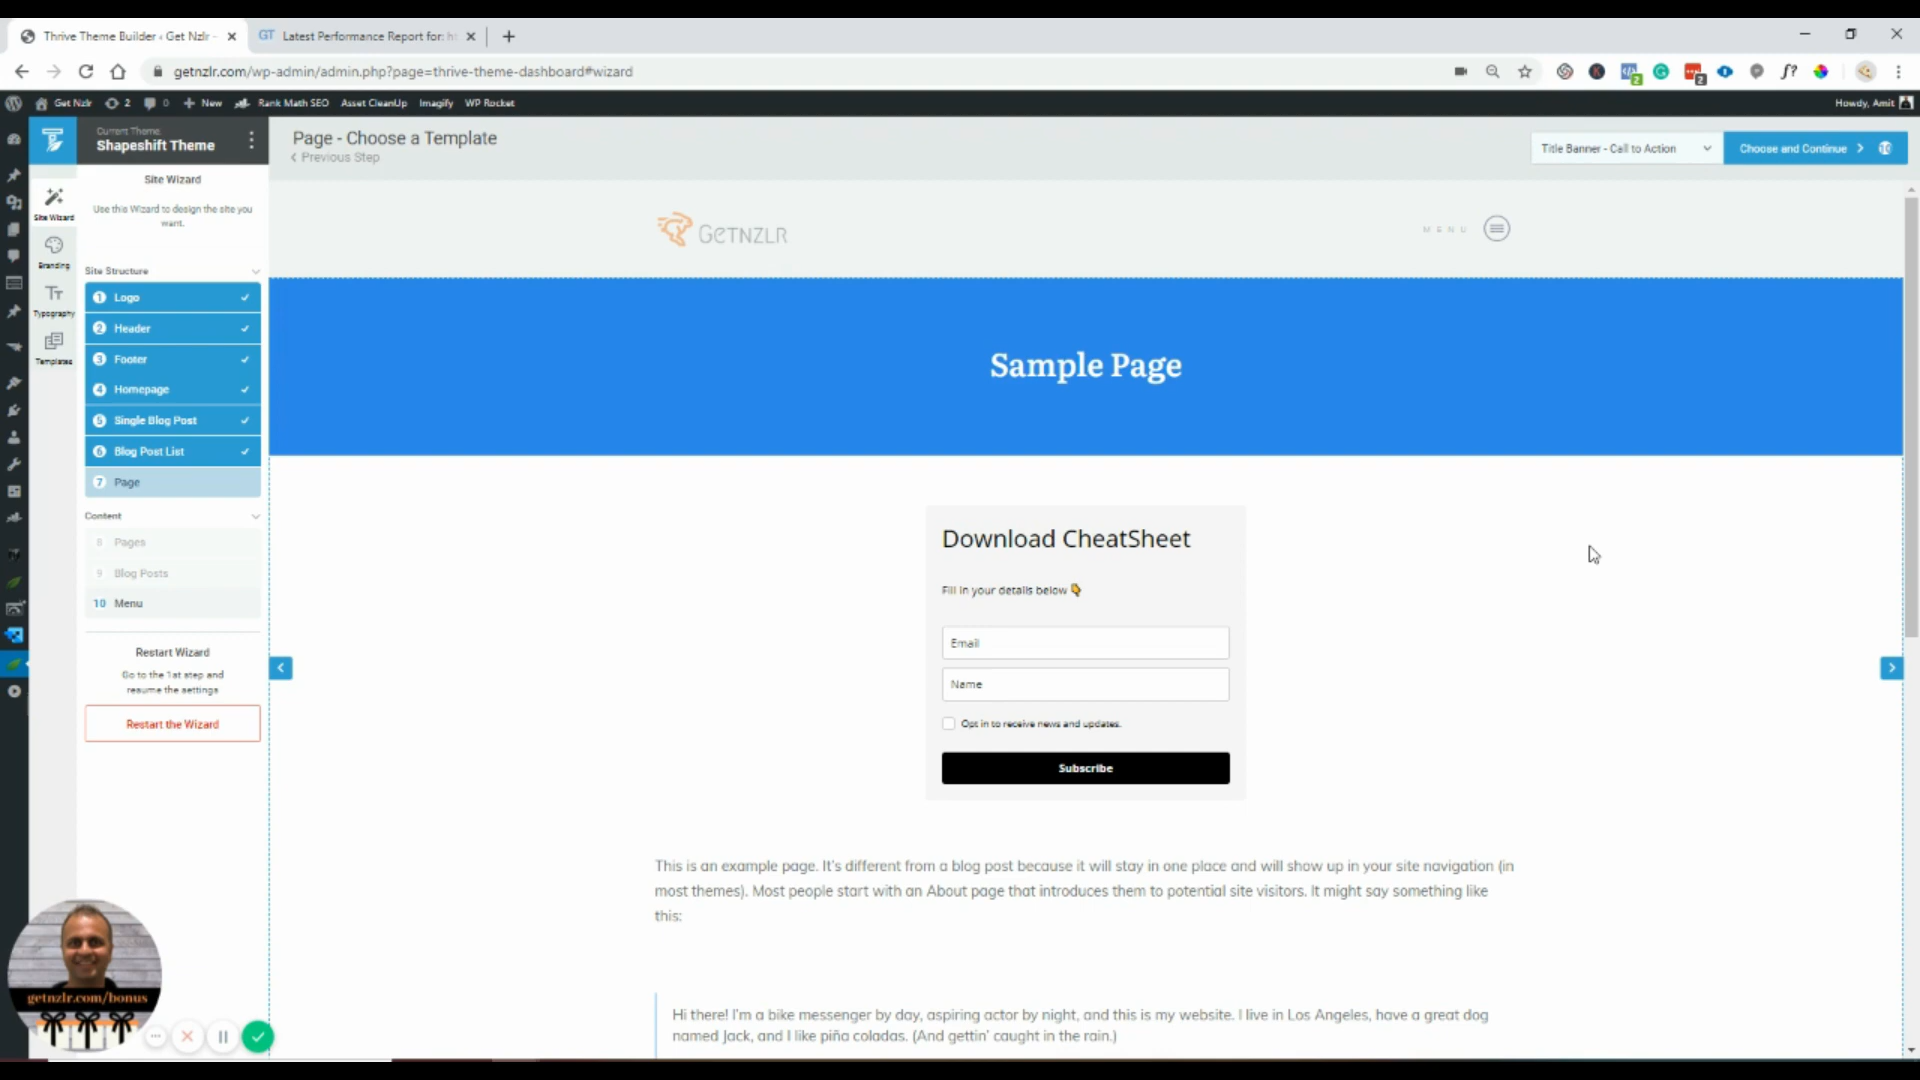 Thrive Theme Builder ‹ Get Nzlr –
GT Latest Performance Report for: h
getnzlr.com/wp-admin/admin.php?page=thrive-theme-dashboard#wizard
f?
2
2
Get Nzlr 2 0 New Rank Math SEO Asset CleanUp Imagify WP Rocket
Howdy, Amit
Current Theme:
Shapeshift Theme
Page - Choose a Template
Previous Step
Title Banner - Call to Action
Choose and Continue
Site Wizard
Use this Wizard to design the site you
want.
Site Wizard
Branding
Typography
Templates
Site Structure
1 Logo
2 Header
3 Footer
4 Homepage
5 Single Blog Post
6 Blog Post List
7 Page
Content
8 Pages
9 Blog Posts
10 Menu
Restart Wizard
Go to the 1st step and
resume the settings
Restart the Wizard
GETNZLR
MENU
Sample Page
Download CheatSheet
Fill in your details below 👇
Email
Name
Opt in to receive news and updates.
Subscribe
This is an example page. It's different from a blog post because it will stay in one place and will show up in your site navigation (in
most themes). Most people start with an About page that introduces them to potential site visitors. It might say something like
this:
Hi there! I'm a bike messenger by day, aspiring actor by night, and this is my website. I live in Los Angeles, have a great dog
named Jack, and I like piña coladas. (And gettin' caught in the rain.)
getnzlr.com/bonus